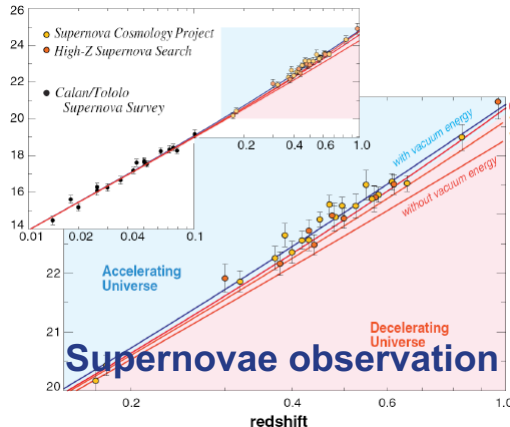 26
24
22
20
18
16
14
Supernova Cosmology Project
High-Z Supernova Search
Calan/Tololo
Supernova Survey
0.01
0.02
0.04
0.1
0.2
0.4
0.6
1.0
with vacuum energy
without vacuum energy
22
21
20
Accelerating
Universe
Decelerating
Universe
Supernovae observation
0.2
0.4
0.6
1.0
redshift